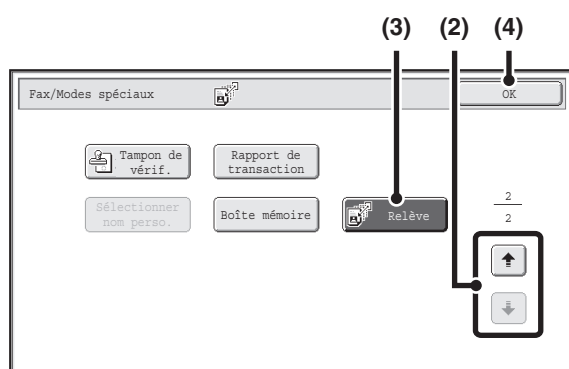 (3) (2) (4)
Fax/Modes spéciaux
OK
Tampon de
vérif.
Rapport de
transaction
Sélectionner
nom perso.
Boîte mémoire
Relève
2
2